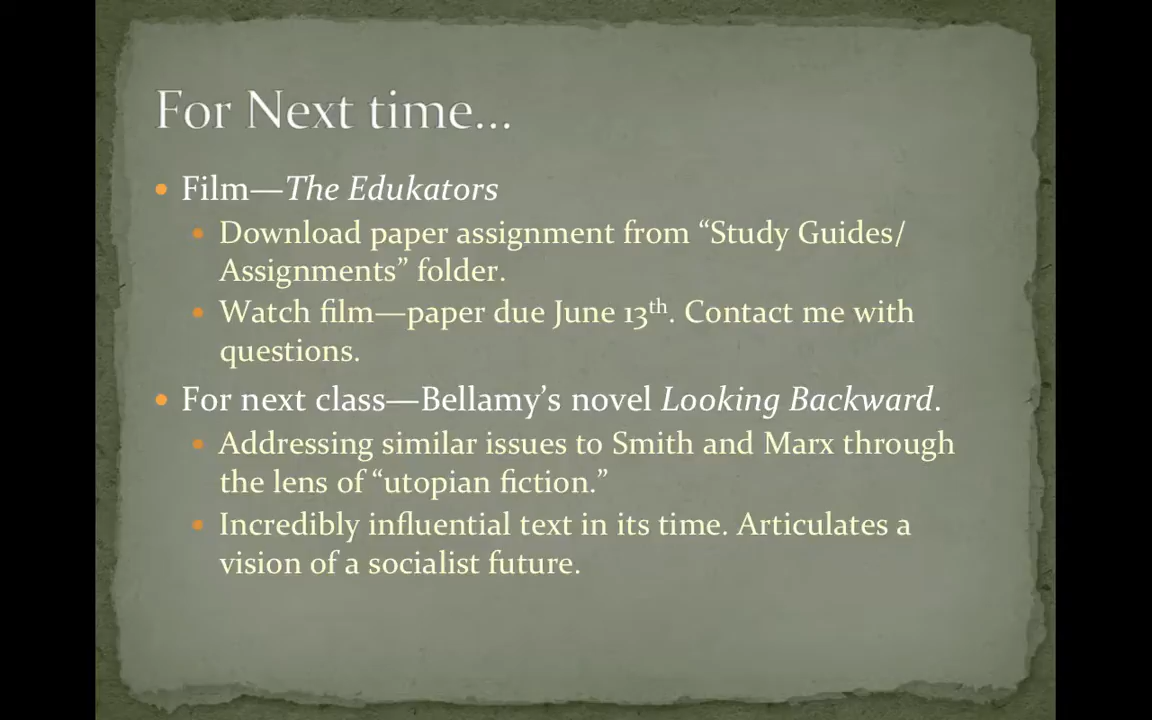 For Next time...
• Film—The Edukators
• Download paper assignment from “Study Guides/
Assignments” folder.
• Watch film—paper due June 13th. Contact me with
questions.
• For next class—Bellamy’s novel Looking Backward.
• Addressing similar issues to Smith and Marx through
the lens of “utopian fiction.”
• Incredibly influential text in its time. Articulates a
vision of a socialist future.